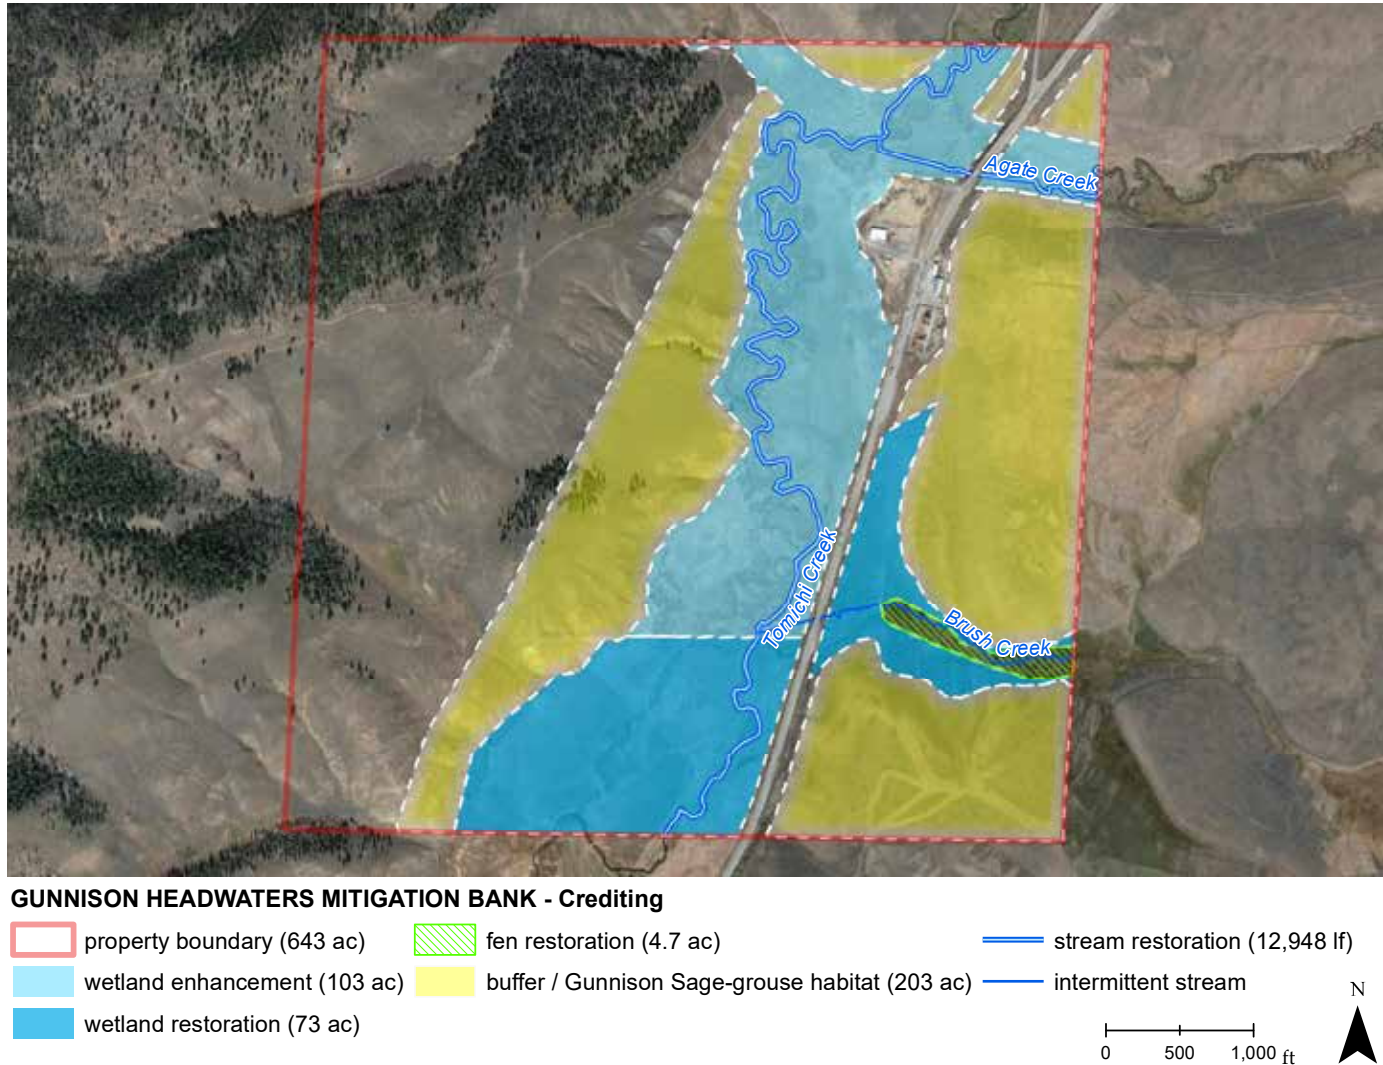 Agate Creek
Tomichi Creek
Brush Creek
GUNNISON HEADWATERS MITIGATION BANK - Crediting
property boundary (643 ac)
fen restoration (4.7 ac)
stream restoration (12,948 lf)
wetland enhancement (103 ac)
buffer / Gunnison Sage-grouse habitat (203 ac)
intermittent stream
wetland restoration (73 ac)
N
0 500 1,000 ft